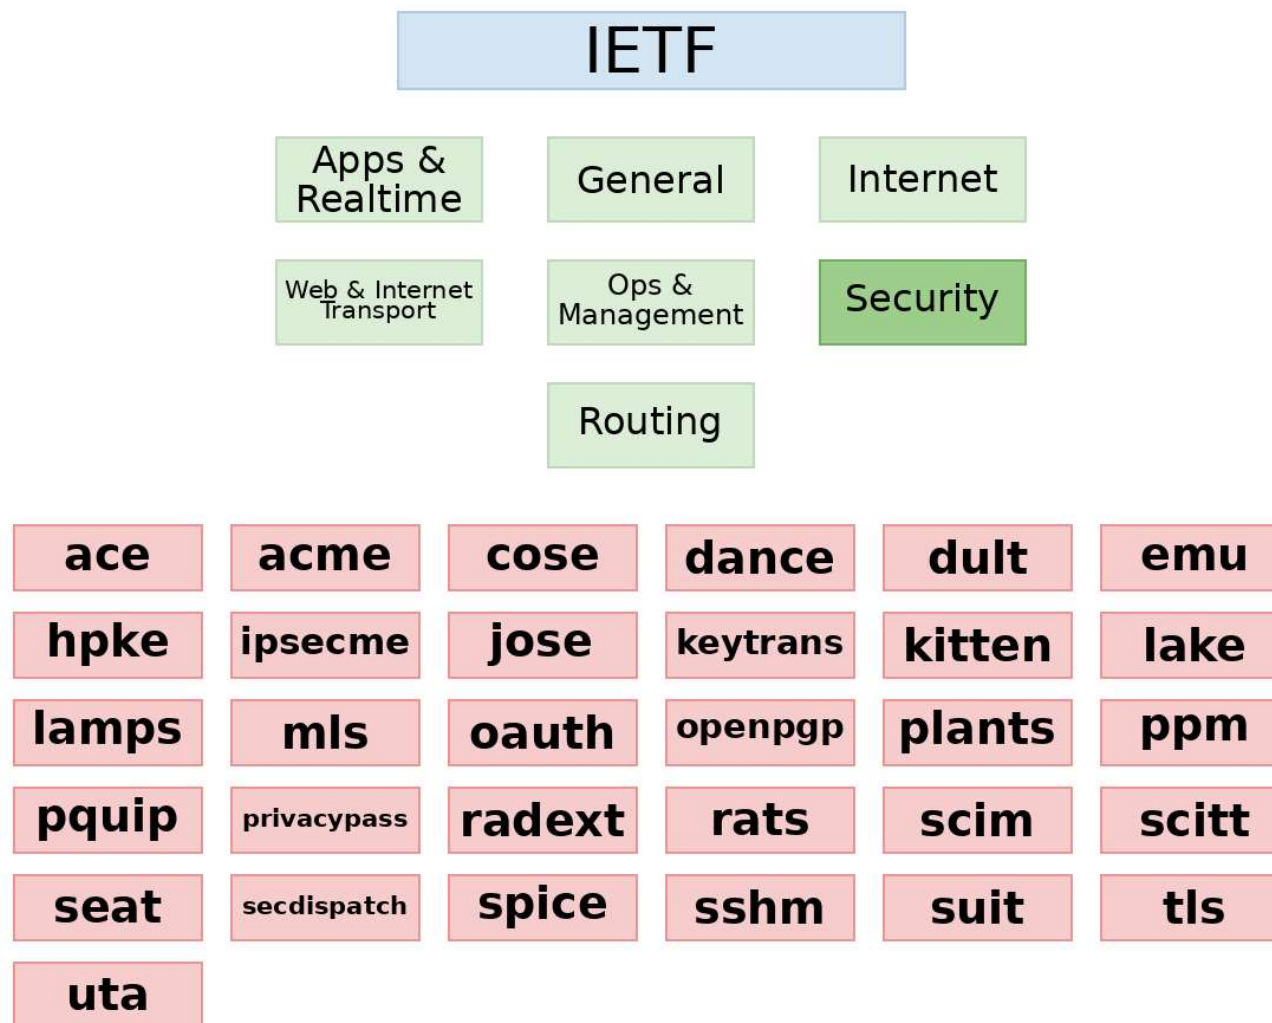 IETF
Apps &
Realtime
General
Internet
Web & Internet
Transport
Ops &
Management
Security
Routing
ace
acme
cose
dance
dult
emu
hpke
ipsecme
jose
keytrans
kitten
lake
lamps
mls
oauth
openpgp
plants
ppm
pquip
privacypass
radext
rats
scim
scitt
seat
secdispatch
spice
sshm
suit
tls
uta